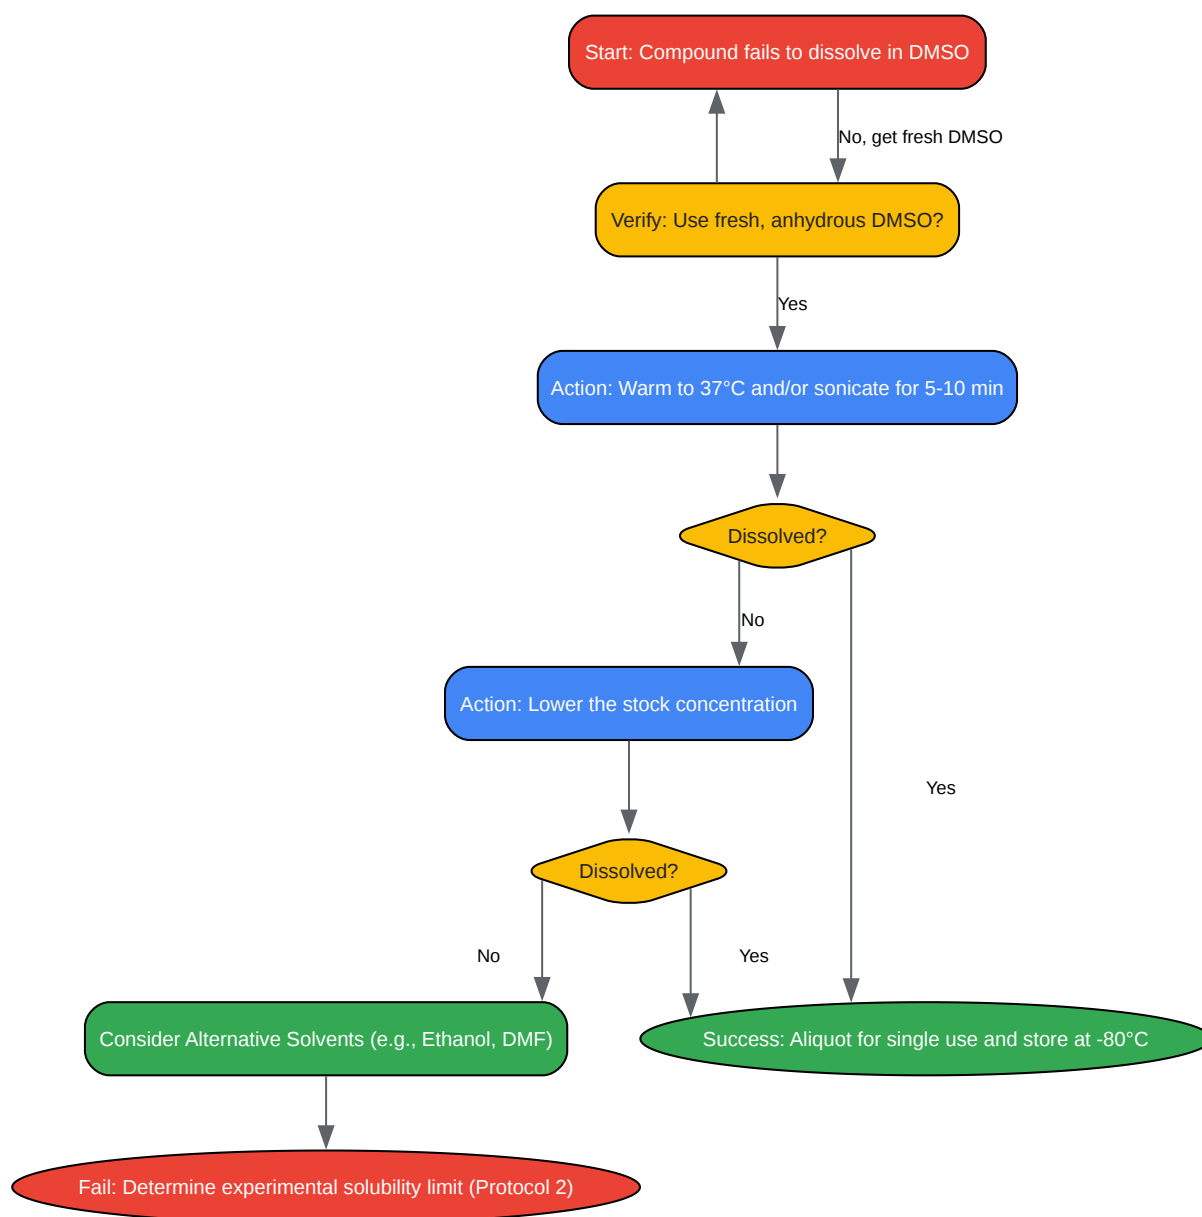 Start: Compound fails to dissolve in DMSO
No, get fresh DMSO
Verify: Use fresh, anhydrous DMSO?
Yes
Action: Warm to 37°C and/or sonicate for 5-10 min
Dissolved?
No
Action: Lower the stock concentration
Yes
Dissolved?
No
Yes
Consider Alternative Solvents (e.g., Ethanol, DMF)
Success: Aliquot for single use and store at -80°C
Fail: Determine experimental solubility limit (Protocol 2)